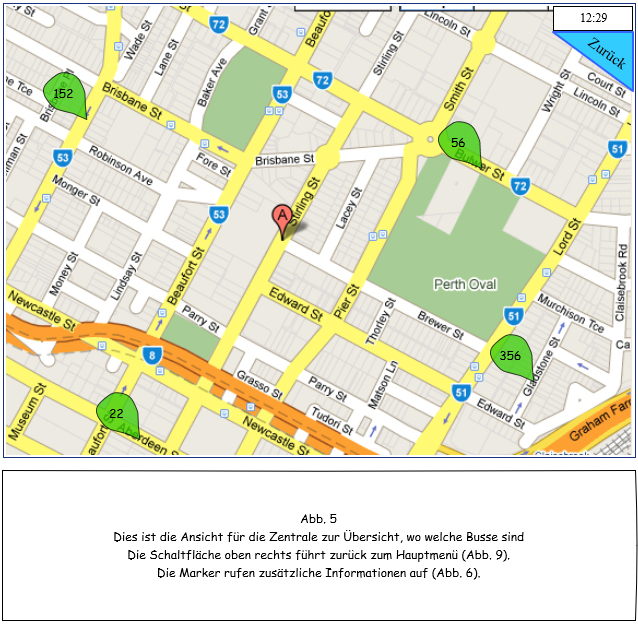 Lincoln St
12:29
Zurück
Wade St
Lane St
72
Grant
Beaufo
Stirling St
Smith St
Wright St
Court St
Lincoln St
Baker Ave
72
53
152
Brisbane St
56
51
Bulwer St
72
Robinson Ave
Fore St
Brisbane St
53
Monger St
53
A
Stirling St
Lacey St
Lord St
Claisebrook Rd
Money St
Lindsay St
Beaufort St
Perth Oval
Pier St
Newcastle St
Parry St
Edward St
Thorley St
Brewer St
51
Murchison Tce
Ca
8
356
Gladstone St
Grasso St
Parry St
Matson Ln
51
Edward St
Museum St
22
aufort
Aberdeen St
Tudori St
Newcastle St
Graham Farm
Claisebrook
Abb. 5
Dies ist die Ansicht für die Zentrale zur Übersicht, wo welche Busse sind
Die Schaltfläche oben rechts führt zurück zum Hauptmenü (Abb. 9).
Die Marker rufen zusätzliche Informationen auf (Abb. 6).